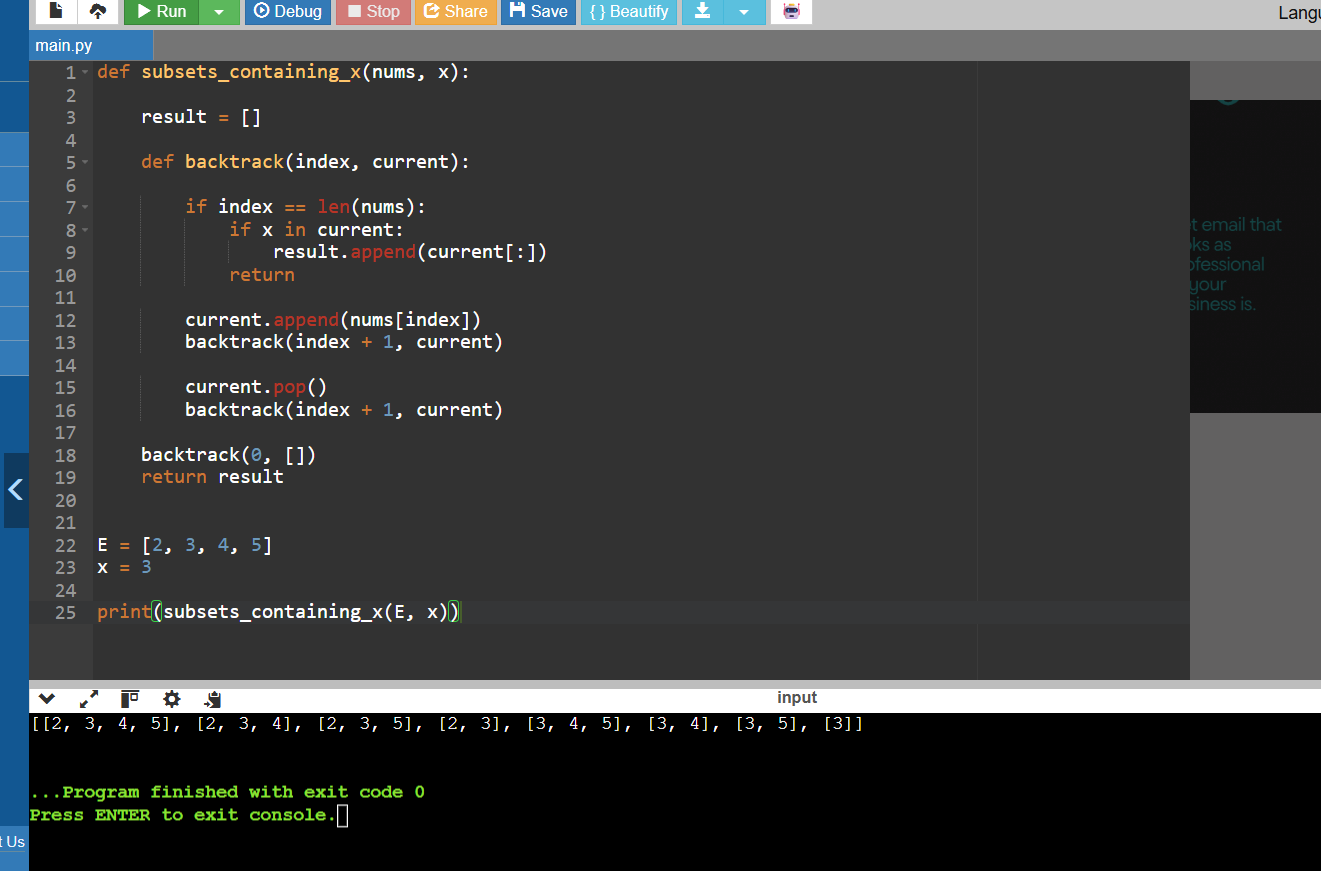 Run Debug Stop Share Save { } Beautify Langu
main.py
1 def subsets_containing_x(nums, x):
2
3     result = []
4
5     def backtrack(index, current):
6
7         if index == len(nums):
8             if x in current:
9                 result.append(current[:])
10             return
11
12         current.append(nums[index])
13         backtrack(index + 1, current)
14
15         current.pop()
16         backtrack(index + 1, current)
17
18     backtrack(0, [])
19     return result
20
21
22 E = [2, 3, 4, 5]
23 x = 3
24
25 print(subsets_containing_x(E, x))
t email that
ks as
ofessional
your
siness is.
input
[[2, 3, 4, 5], [2, 3, 4], [2, 3, 5], [2, 3], [3, 4, 5], [3, 4], [3, 5], [3]]
...Program finished with exit code 0
Press ENTER to exit console.
t Us